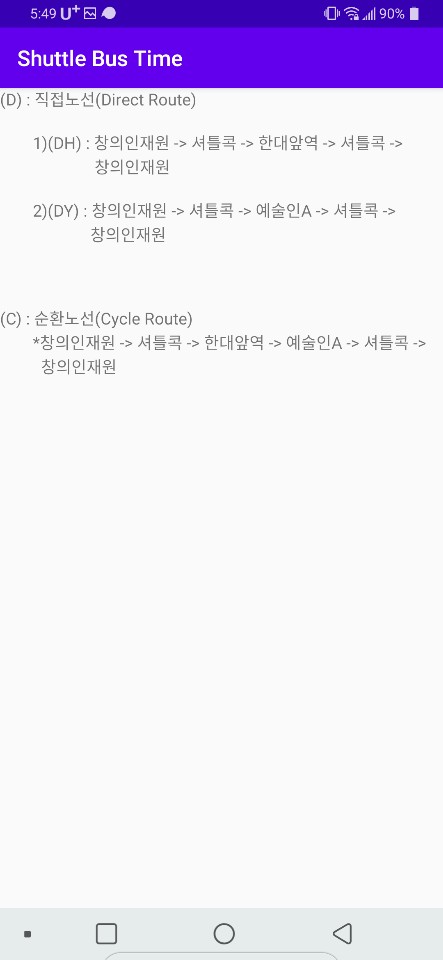 5:49 U+ 90%
Shuttle Bus Time
(D) : 직접노선(Direct Route)
1)(DH) : 창의인재원 -> 셔틀콕 -> 한대앞역 -> 셔틀콕 ->
창의인재원
2)(DY) : 창의인재원 -> 셔틀콕 -> 예술인A -> 셔틀콕 ->
창의인재원
(C) : 순환노선(Cycle Route)
*창의인재원 -> 셔틀콕 -> 한대앞역 -> 예술인A -> 셔틀콕 ->
창의인재원